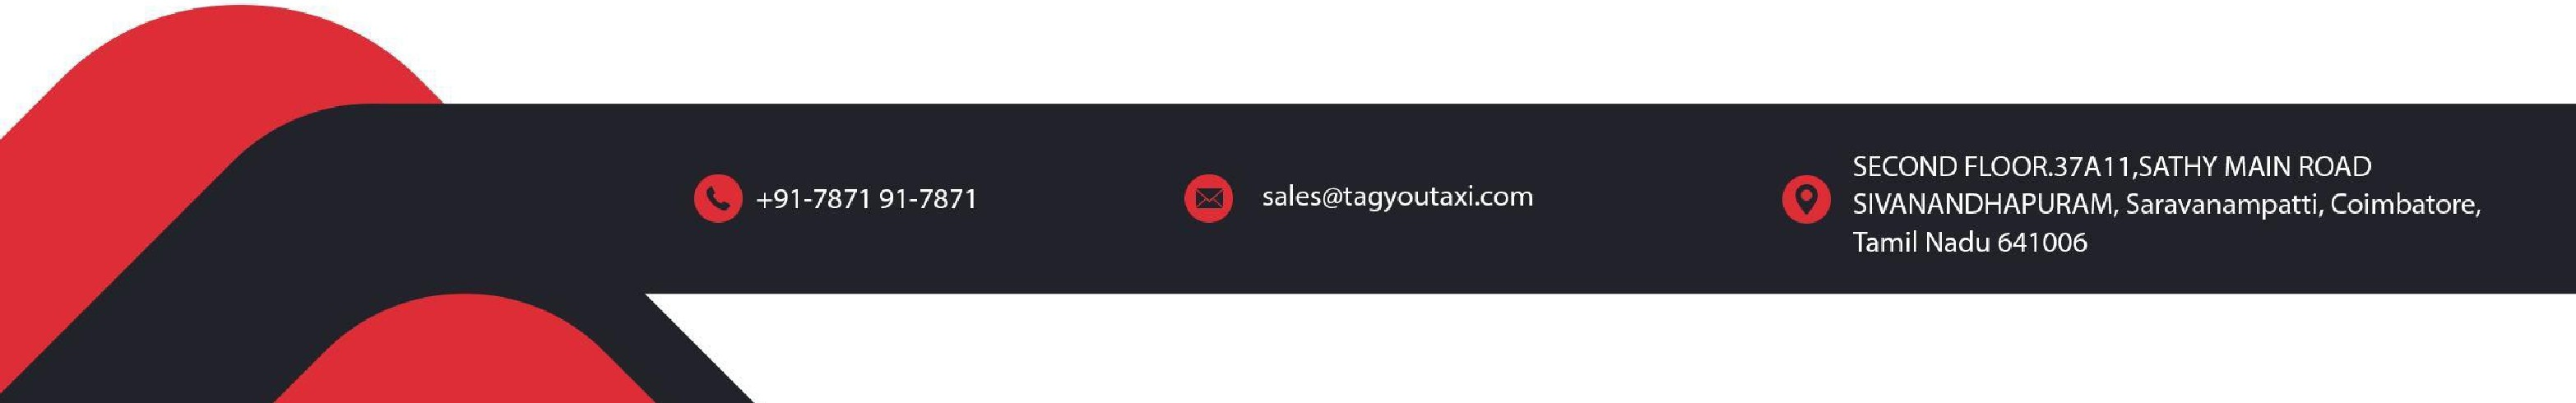 +91-7871 91-7871
sales@tagyoutaxi.com
SECOND FLOOR.37A11,SATHY MAIN ROAD
SIVANANDHAPURAM, Saravanampatti, Coimbatore,
Tamil Nadu 641006